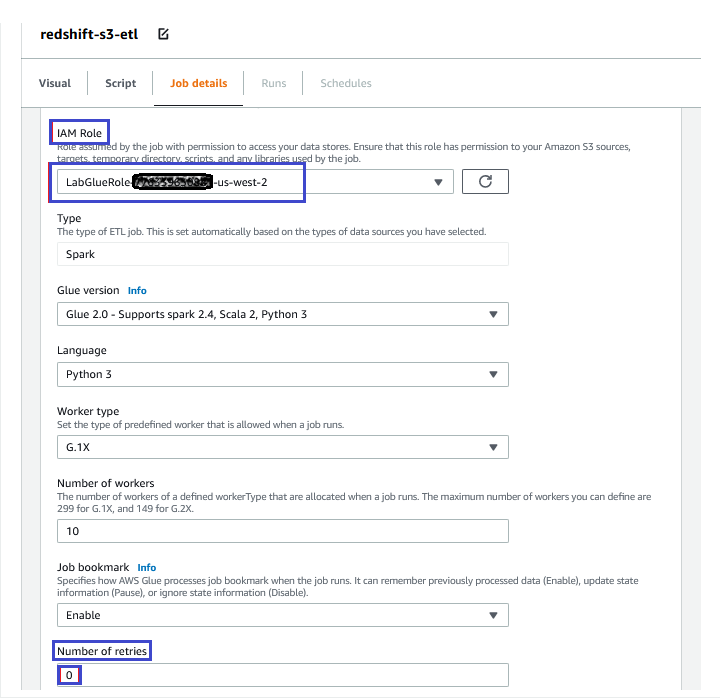 redshift-s3-etl
Visual
Script
Job details
Runs
Schedules
IAM Role
Role assumed by the job with permission to access your data stores. Ensure that this role has permission to your Amazon S3 sources,
targets, temporary directory, scripts, and any libraries used by the job.
LabGlueRole- -us-west-2
Type
The type of ETL job. This is set automatically based on the types of data sources you have selected.
Spark
Glue version Info
Glue 2.0 - Supports spark 2.4, Scala 2, Python 3
Language
Python 3
Worker type
Set the type of predefined worker that is allowed when a job runs.
G.1X
Number of workers
The number of workers of a defined workerType that are allocated when a job runs. The maximum number of workers you can define are
299 for G.1X, and 149 for G.2X.
10
Job bookmark Info
Specifies how AWS Glue processes job bookmark when the job runs. It can remember previously processed data (Enable), update state
information (Pause), or ignore state information (Disable).
Enable
Number of retries
0